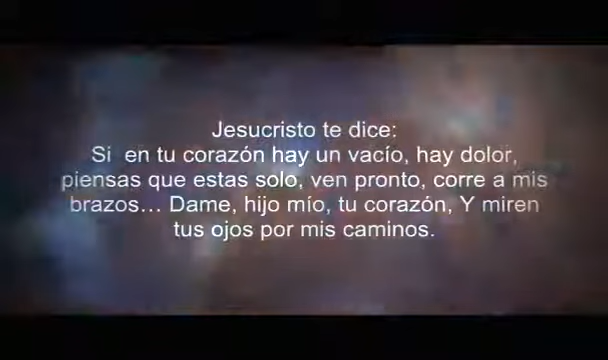 Jesucristo te dice:
Si  en tu corazón hay un vacío, hay dolor,
piensas que estas solo, ven pronto, corre a mis
brazos… Dame, hijo mío, tu corazón, Y miren
tus ojos por mis caminos.